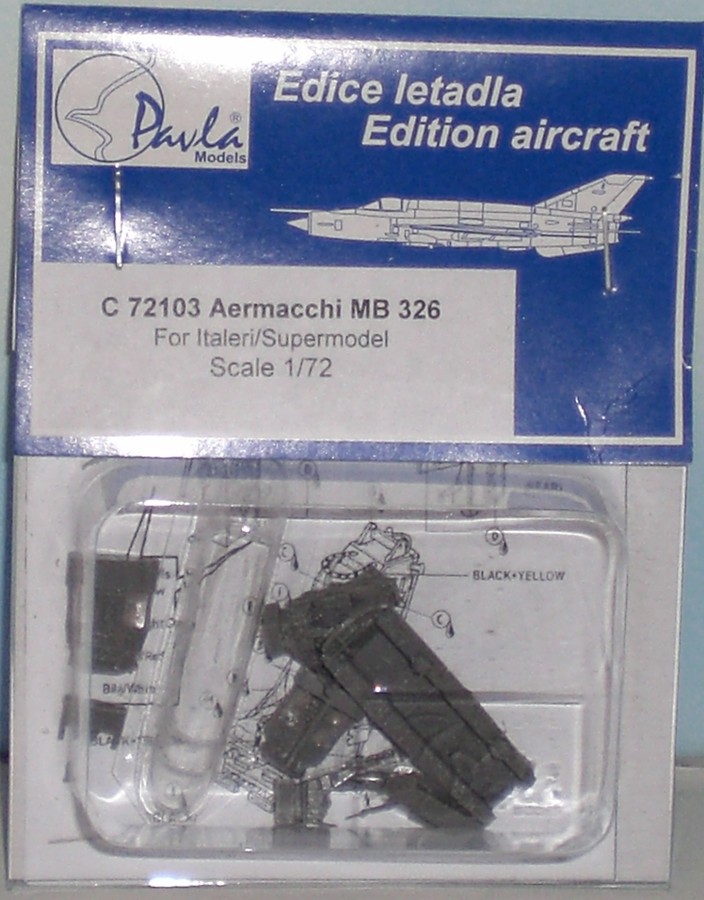 Pavla®
Models
Edice letadla
Edition aircraft
C 72103 Aermacchi MB 326
For Italeri/Supermodel
Scale 1/72
D
C
BLACK+YELLOW
C